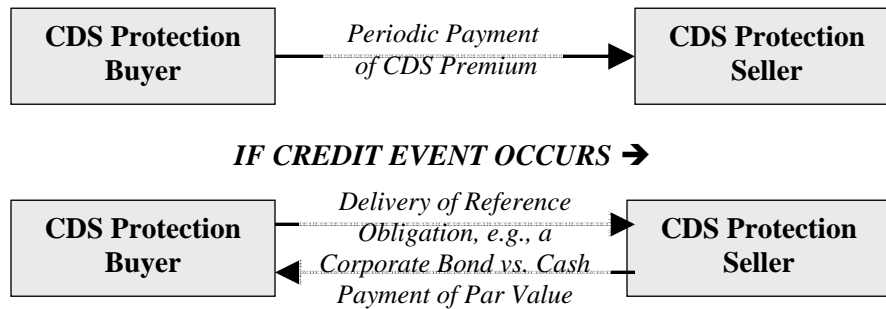 CDS Protection
Buyer
Periodic Payment
of CDS Premium
CDS Protection
Seller
IF CREDIT EVENT OCCURS ➔
CDS Protection
Buyer
Delivery of Reference
Obligation, e.g., a
Corporate Bond vs. Cash
Payment of Par Value
CDS Protection
Seller